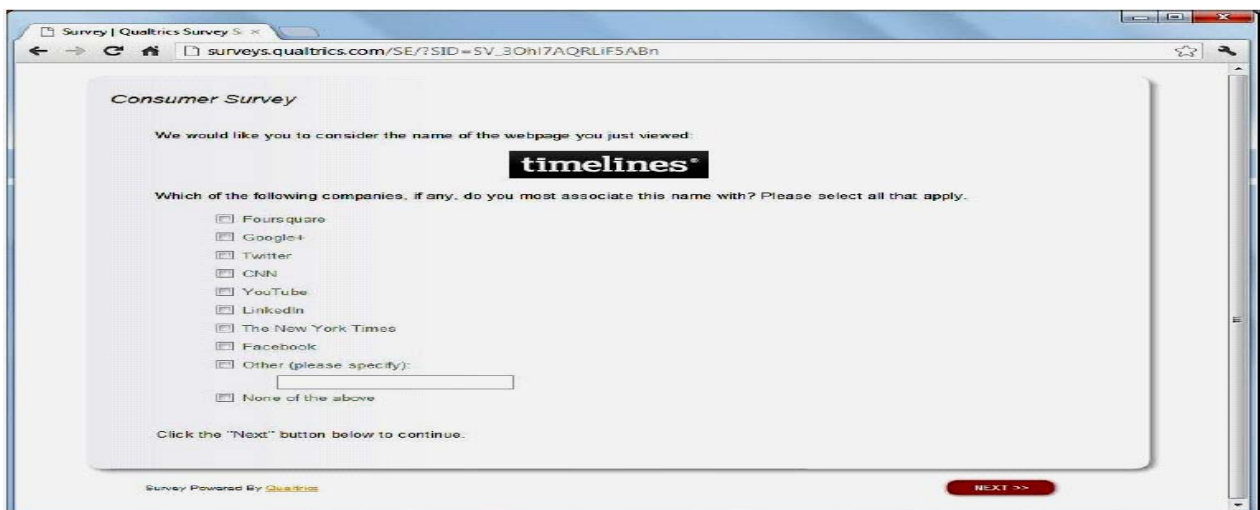 Survey | Qualtrics Survey S
surveys.qualtrics.com/SE/?SID=SV_3OhI7AQRLiF5ABn
Consumer Survey
We would like you to consider the name of the webpage you just viewed:
timelines®
Which of the following companies, if any, do you most associate this name with? Please select all that apply.
Foursquare
Google+
Twitter
CNN
YouTube
LinkedIn
The New York Times
Facebook
Other (please specify):
None of the above
Click the "Next" button below to continue.
Survey Powered By Qualtrics
NEXT >>